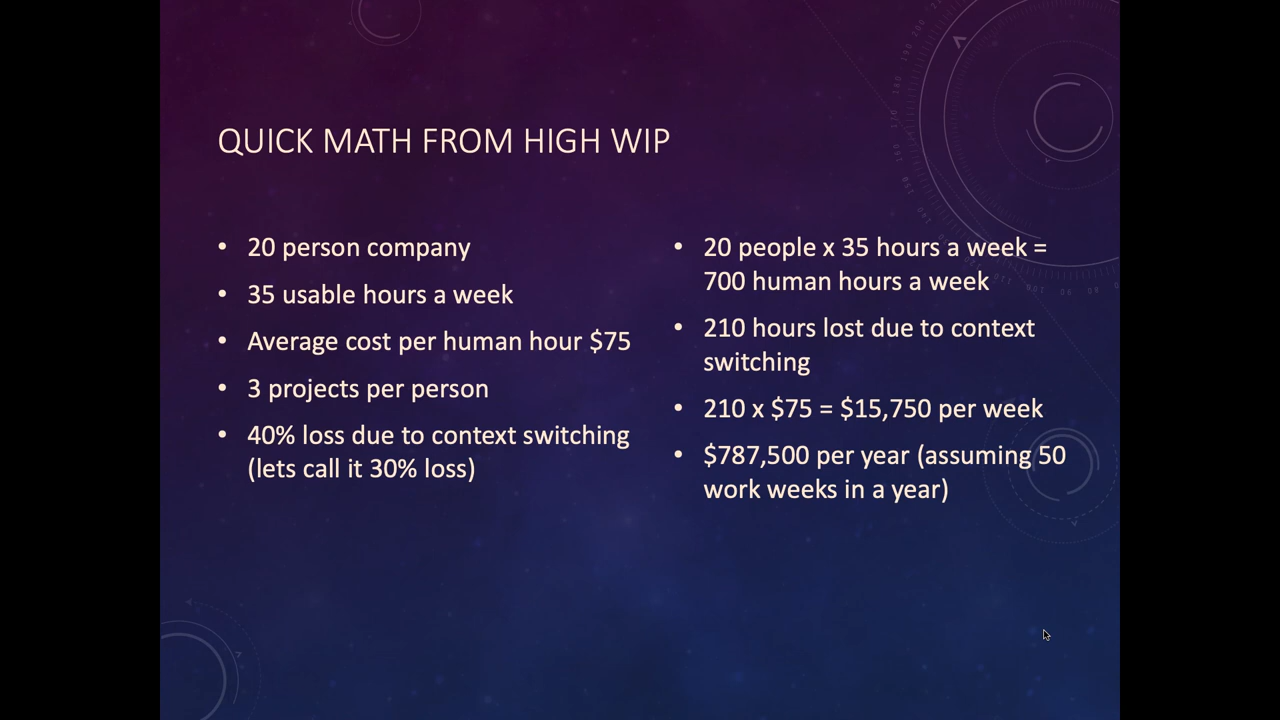 QUICK MATH FROM HIGH WIP
• 20 person company
• 35 usable hours a week
• Average cost per human hour $75
• 3 projects per person
• 40% loss due to context switching
(lets call it 30% loss)
• 20 people x 35 hours a week =
700 human hours a week
• 210 hours lost due to context
switching
• 210 x $75 = $15,750 per week
• $787,500 per year (assuming 50
work weeks in a year)